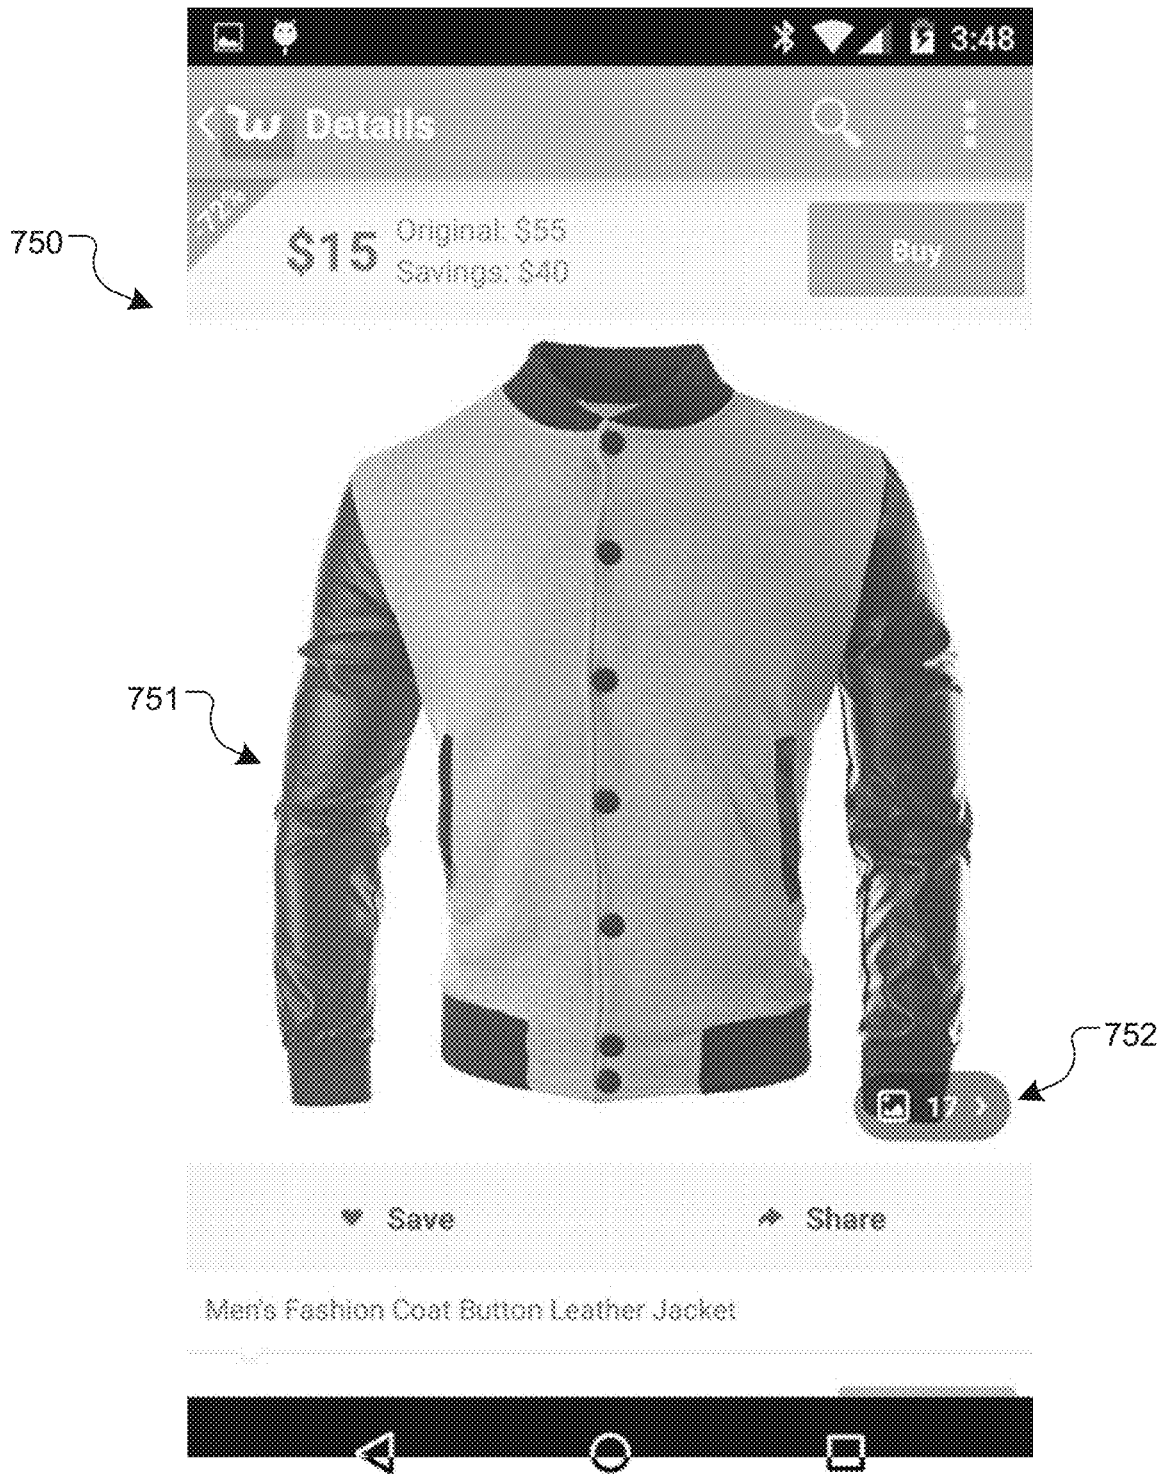 3:48
Details
750
$15
Original: $55
Savings: $40
Buy
751
752
17
Save
Share
Men's Fashion Coat Button Leather Jacket